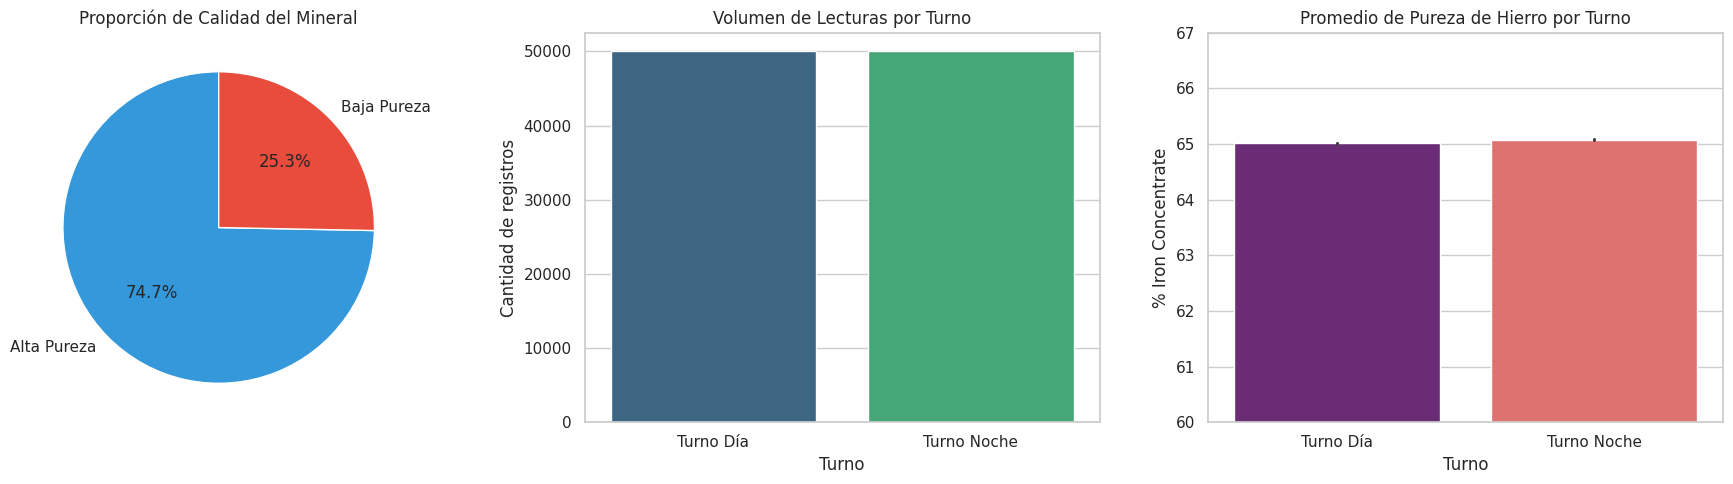 Proporción de Calidad del Mineral
Baja Pureza
25.3%
74.7%
Alta Pureza
Volumen de Lecturas por Turno
Cantidad de registros
50000
40000
30000
20000
10000
0
Turno Día
Turno Noche
Turno
Promedio de Pureza de Hierro por Turno
% Iron Concentrate
67
66
65
64
63
62
61
60
Turno Día
Turno Noche
Turno